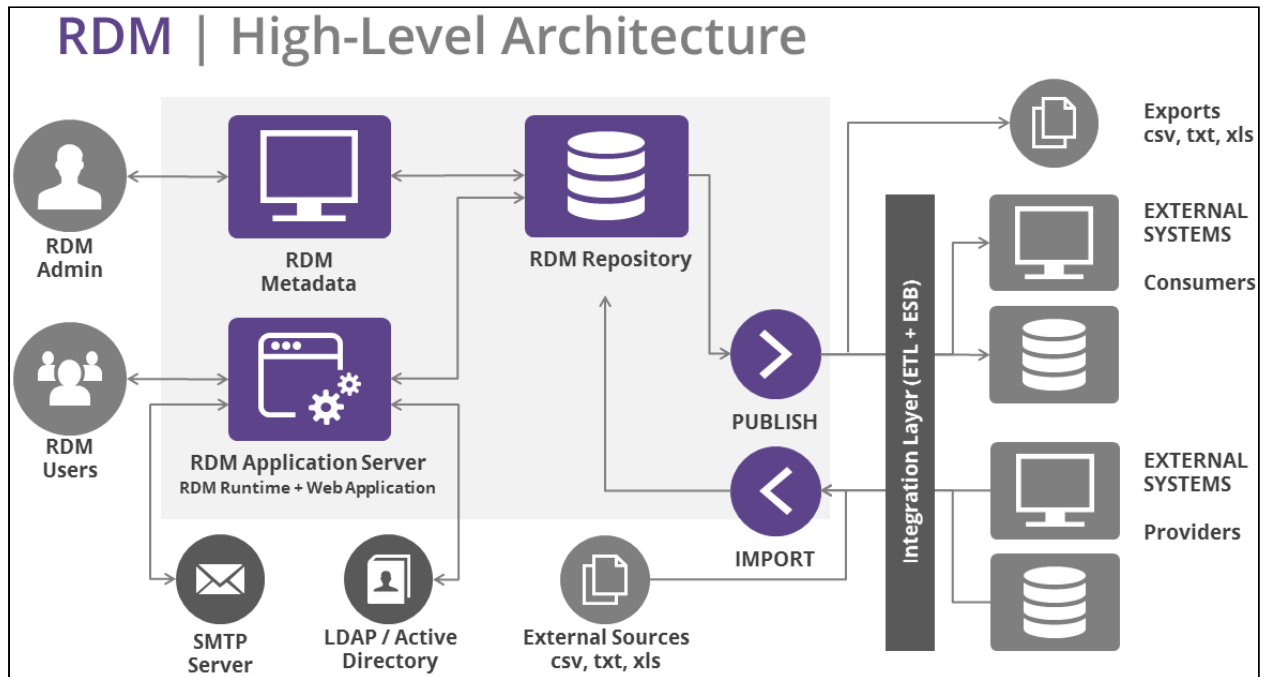 RDM | High-Level Architecture
Exports
csv, txt, xls
RDM
Admin
RDM
Metadata
RDM Repository
EXTERNAL
SYSTEMS
Consumers
Integration Layer (ETL + ESB)
RDM
Users
RDM Application Server
RDM Runtime + Web Application
PUBLISH
IMPORT
EXTERNAL
SYSTEMS
Providers
SMTP
Server
LDAP / Active
Directory
External Sources
csv, txt, xls